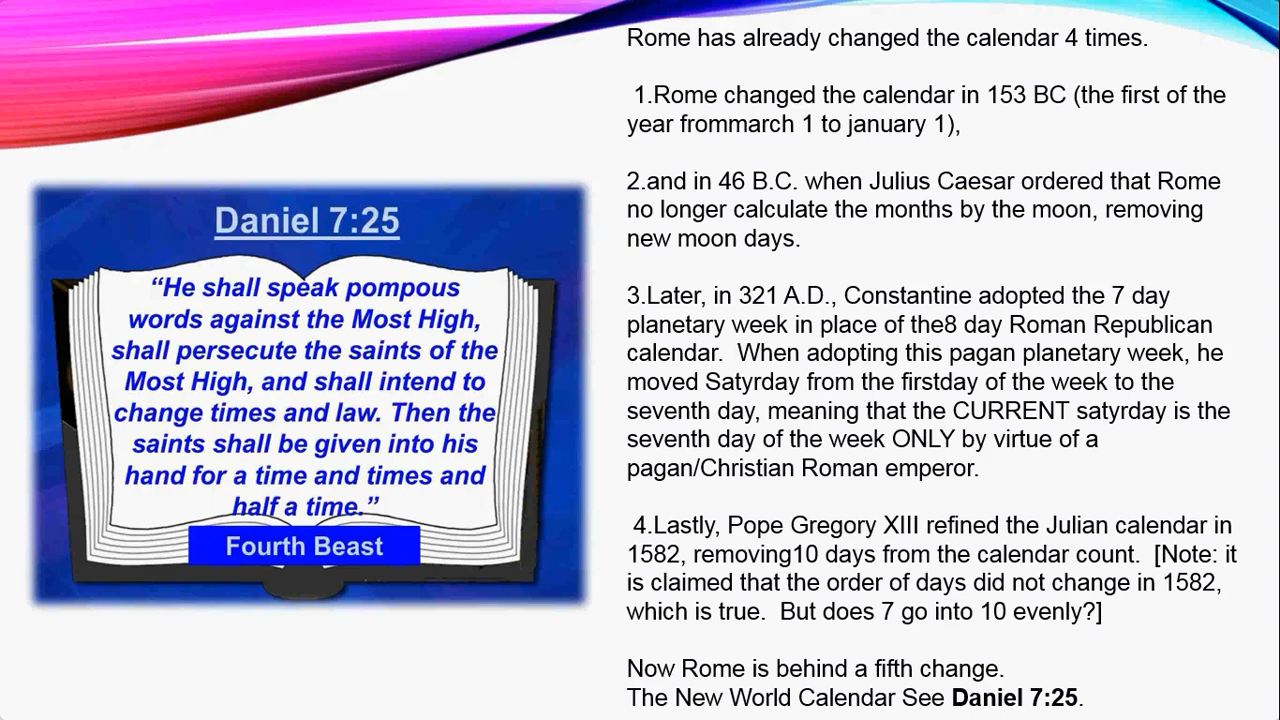 Rome has already changed the calendar 4 times.
1.Rome changed the calendar in 153 BC (the first of the
year frommarch 1 to january 1),
2.and in 46 B.C. when Julius Caesar ordered that Rome
no longer calculate the months by the moon, removing
new moon days.
3.Later, in 321 A.D., Constantine adopted the 7 day
planetary week in place of the8 day Roman Republican
calendar.  When adopting this pagan planetary week, he
moved Satyrday from the firstday of the week to the
seventh day, meaning that the CURRENT satyrday is the
seventh day of the week ONLY by virtue of a
pagan/Christian Roman emperor.
4.Lastly, Pope Gregory XIII refined the Julian calendar in
1582, removing10 days from the calendar count.  [Note: it
is claimed that the order of days did not change in 1582,
which is true.  But does 7 go into 10 evenly?]
Now Rome is behind a fifth change.
The New World Calendar See Daniel 7:25.
Daniel 7:25
“He shall speak pompous
words against the Most High,
shall persecute the saints of the
Most High, and shall intend to
change times and law. Then the
saints shall be given into his
hand for a time and times and
half a time.”
Fourth Beast